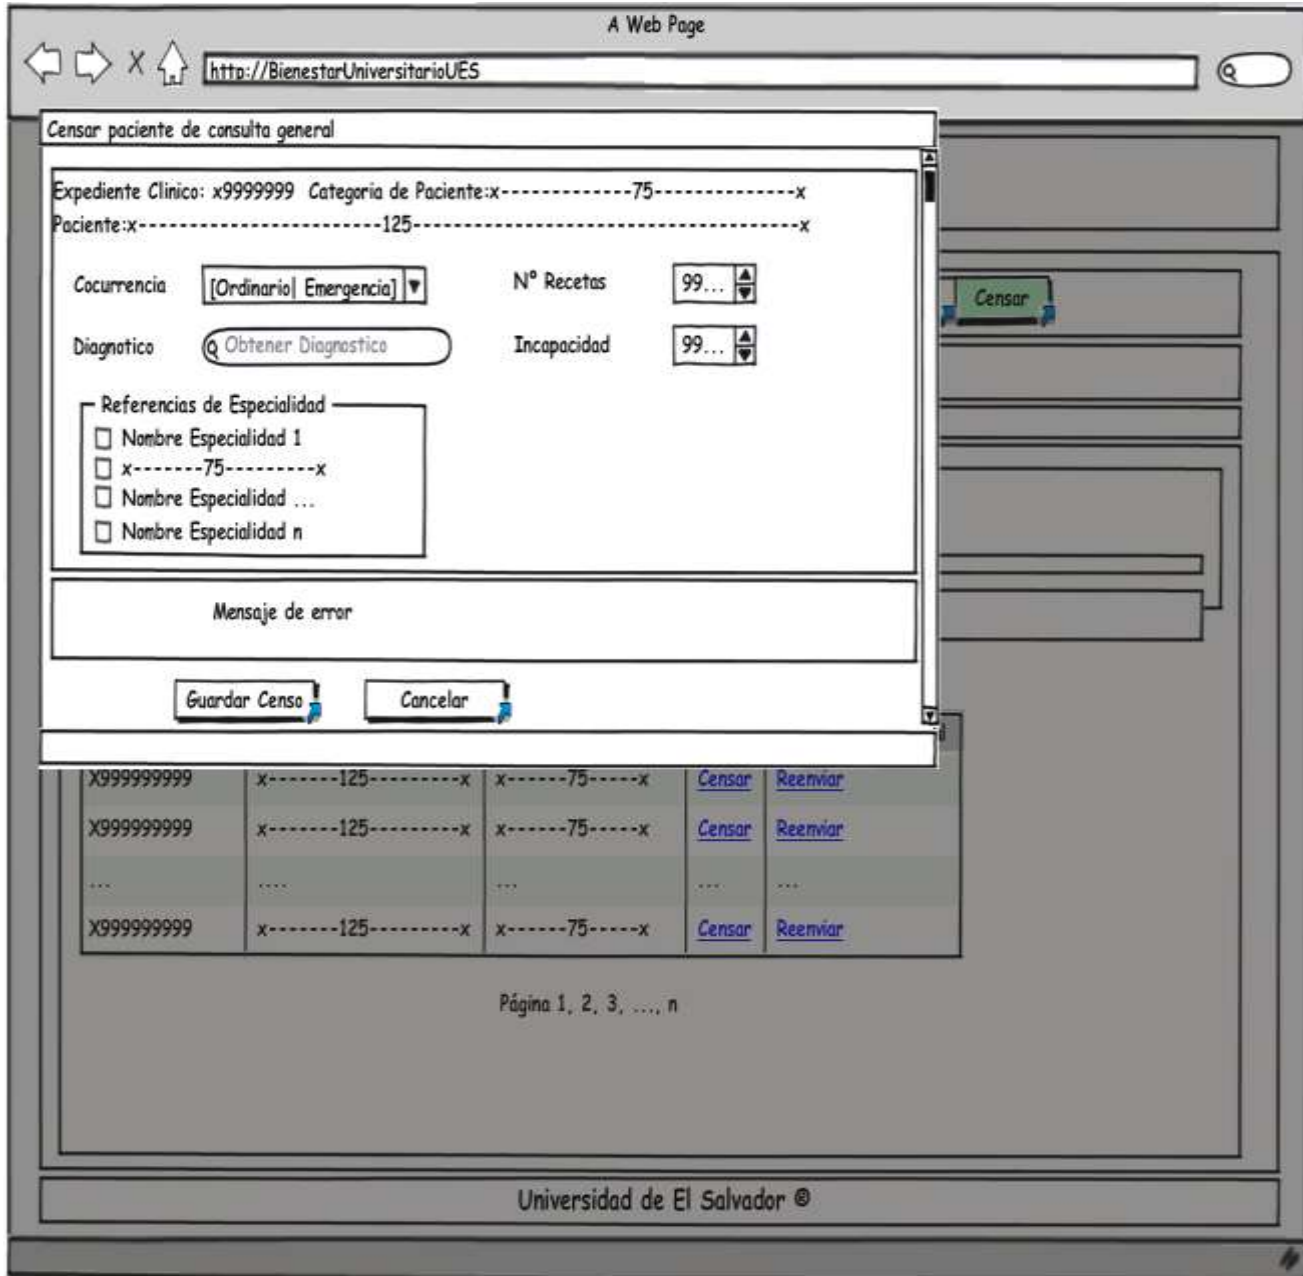 A Web Page
X http://BienestarUniversitarioUES
Censar paciente de consulta general
Expediente Clinico: x9999999 Categoria de Paciente:x-------------75--------------x
Paciente:x------------------------125--------------------------------------x
Cocurrencia [Ordinario| Emergencia] N° Recetas 99...
Censar
Diagnotico Obtener Diagnostico Incapacidad 99...
Referencias de Especialidad
Nombre Especialidad 1
x-------75---------x
Nombre Especialidad ...
Nombre Especialidad n
Mensaje de error
Guardar Censo Cancelar
X999999999 x-------125---------x x------75-----x Censar Reenviar
X999999999 x-------125---------x x------75-----x Censar Reenviar
... .... ... ... ...
X999999999 x-------125---------x x------75-----x Censar Reenviar
Página 1, 2, 3, ..., n
Universidad de El Salvador ®